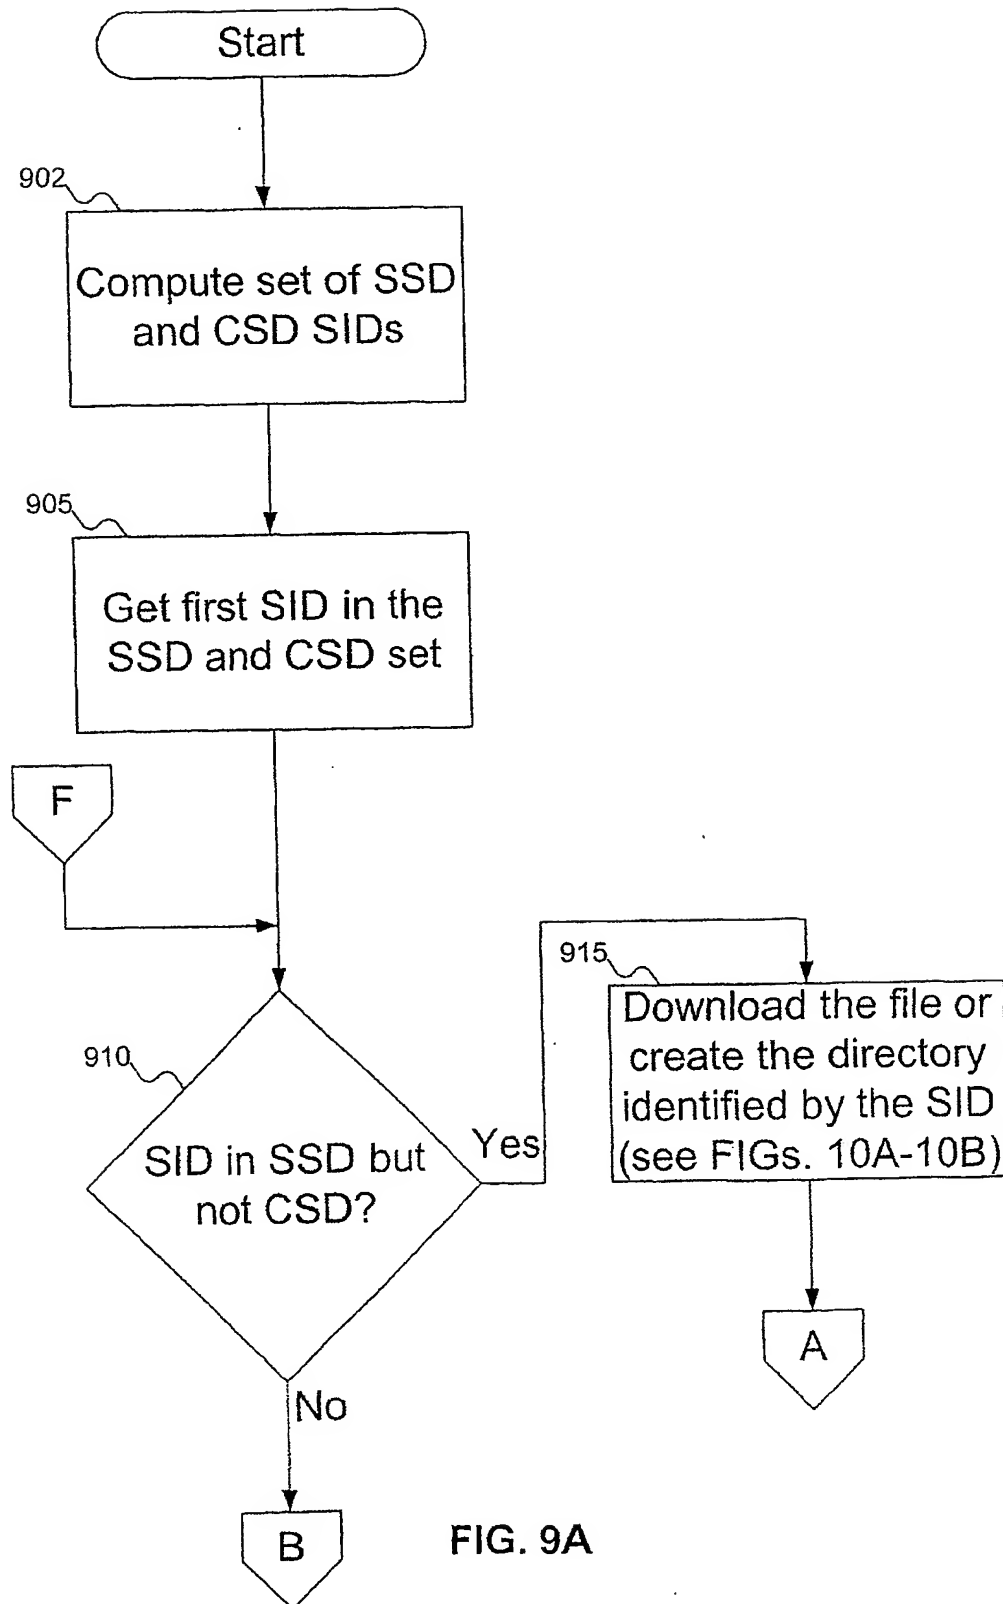 Start
902
Compute set of SSD
and CSD SIDs
905
Get first SID in the
SSD and CSD set
F
915
Download the file or
create the directory
identified by the SID
(see FIGs. 10A-10B)
910
SID in SSD but
not CSD?
Yes
A
No
B
FIG. 9A